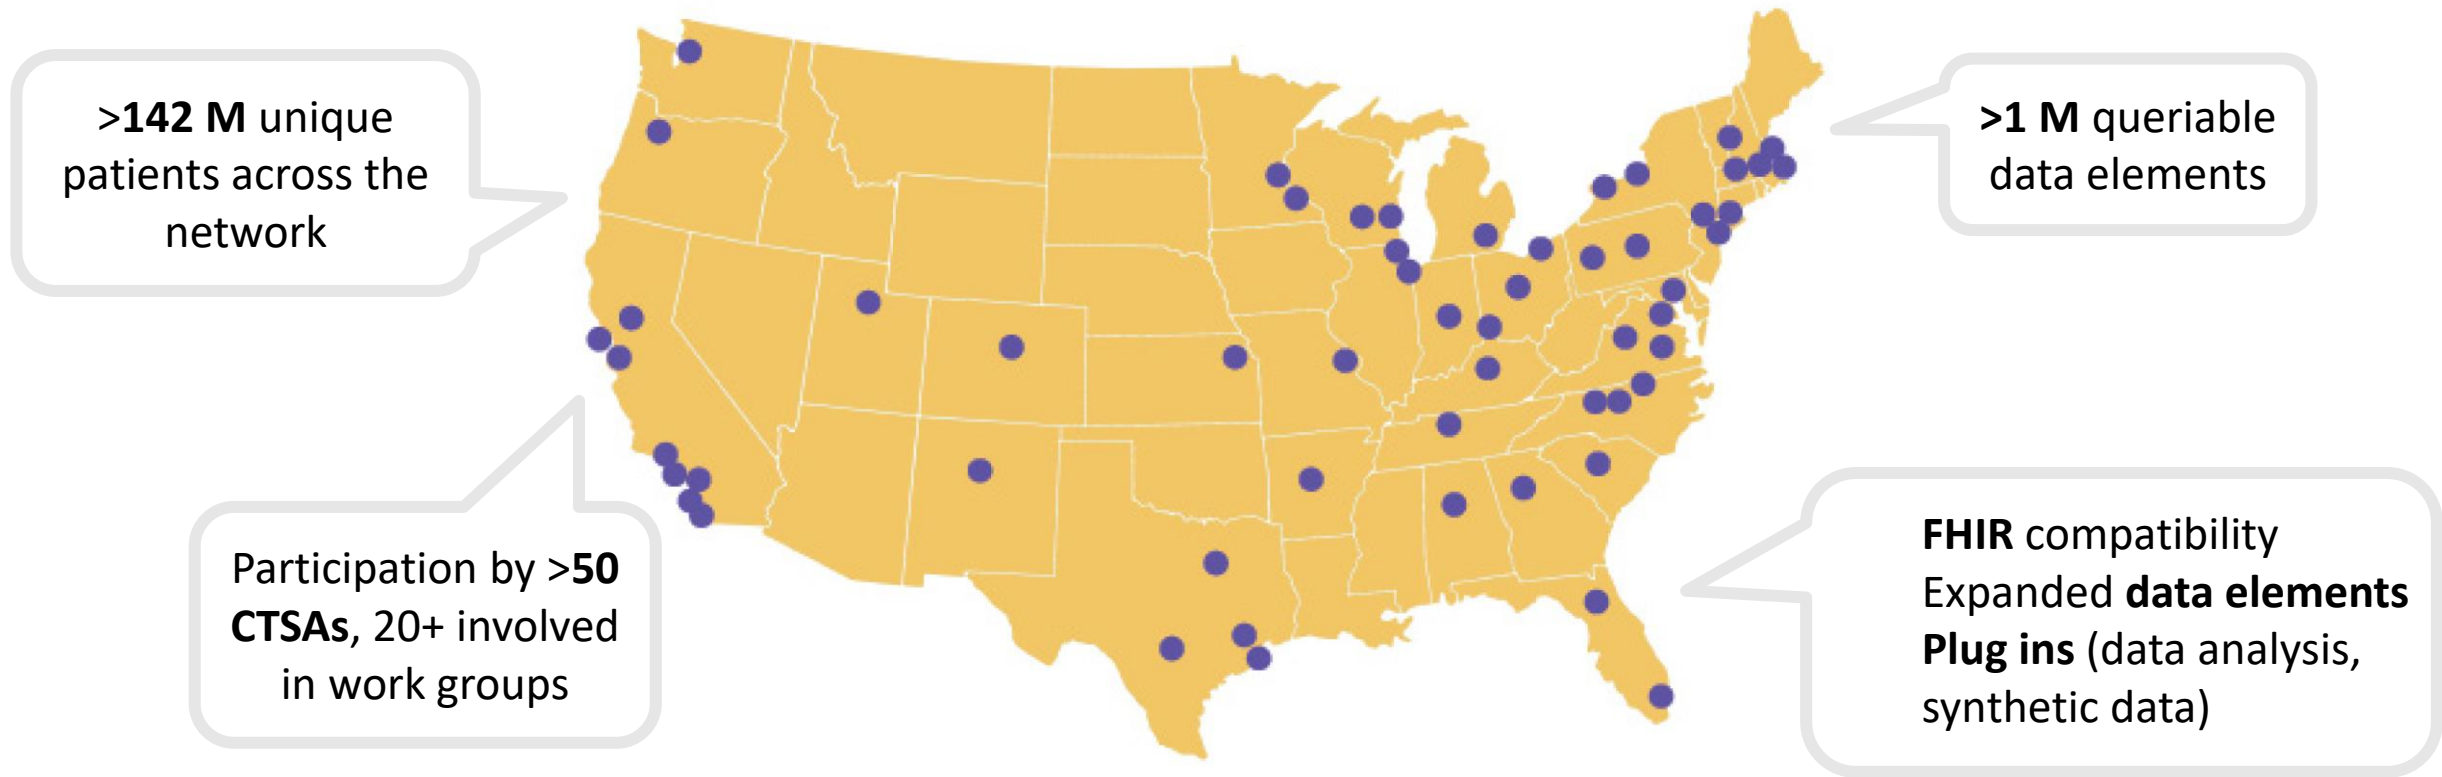 >142 M unique
patients across the
network
>1 M queriable
data elements
Participation by >50
CTSAs, 20+ involved
in work groups
FHIR compatibility
Expanded data elements
Plug ins (data analysis,
synthetic data)